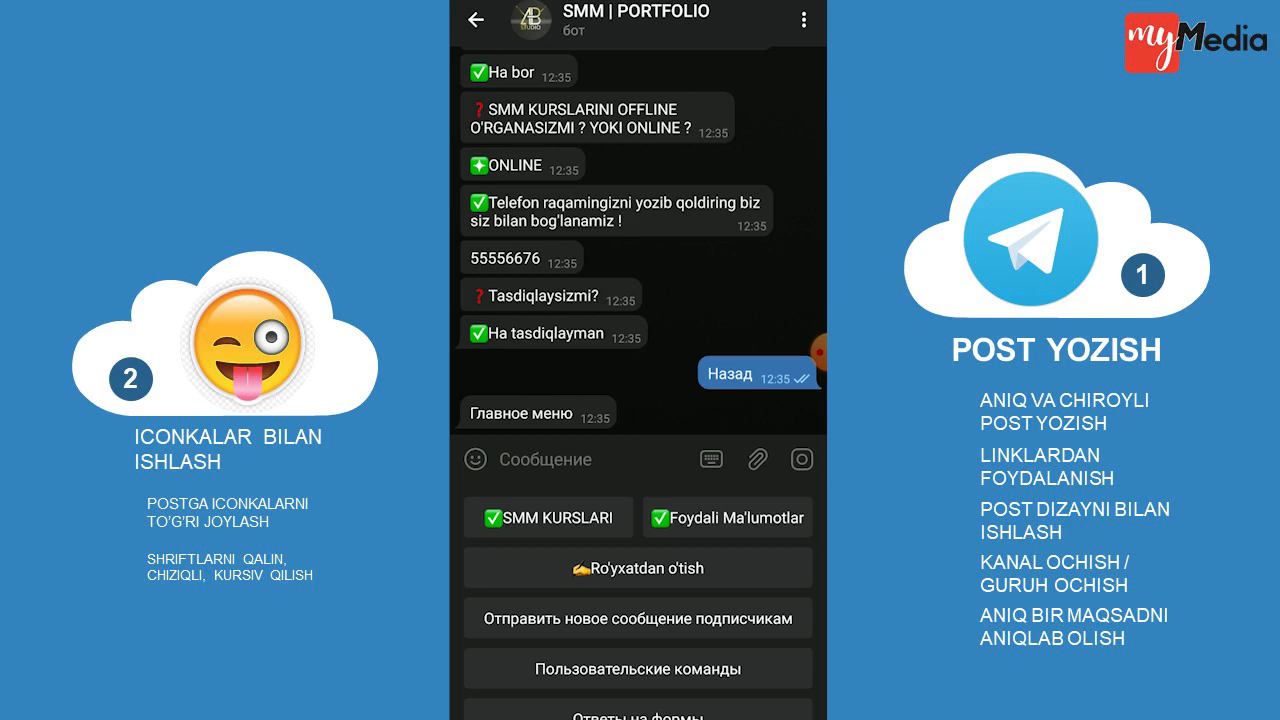 2
ICONKALAR BILAN
ISHLASH
POSTGA ICONKALARNI
TO'G'RI JOYLASH
SHRIFTLARNI QALIN,
CHIZIQLI, KURSIV QILISH
AB
STUDIO
SMM | PORTFOLIO
бот
✅Ha bor 12:35
❓SMM KURSLARINI OFFLINE
O'RGANASIZMI ? YOKI ONLINE ? 12:35
❇ONLINE 12:35
✅Telefon raqamingizni yozib qoldiring biz
siz bilan bog'lanamiz !
12:35
55556676 12:35
❓Tasdiqlaysizmi? 12:35
✅Ha tasdiqlayman 12:35
Назад 12:35
Главное меню 12:35
Сообщение
✅SMM KURSLARI
✅Foydali Ma'lumotlar
✍Ro'yxatdan o'tish
Отправить новое сообщение подписчикам
Пользовательские команды
Ответы на формы
myMedia
1
POST YOZISH
ANIQ VA CHIROYLI
POST YOZISH
LINKLARDAN
FOYDALANISH
POST DIZAYNI BILAN
ISHLASH
KANAL OCHISH /
GURUH OCHISH
ANIQ BIR MAQSADNI
ANIQLAB OLISH